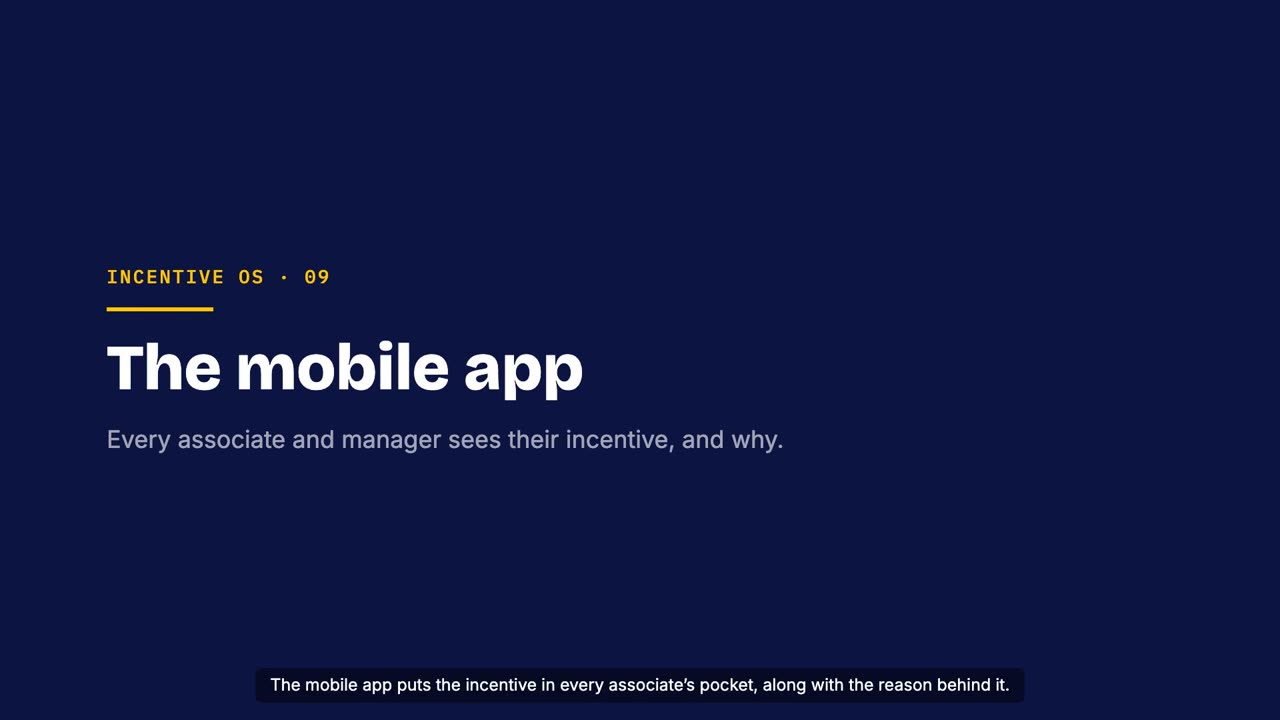 INCENTIVE OS · 09
The mobile app
Every associate and manager sees their incentive, and why.
The mobile app puts the incentive in every associate’s pocket, along with the reason behind it.